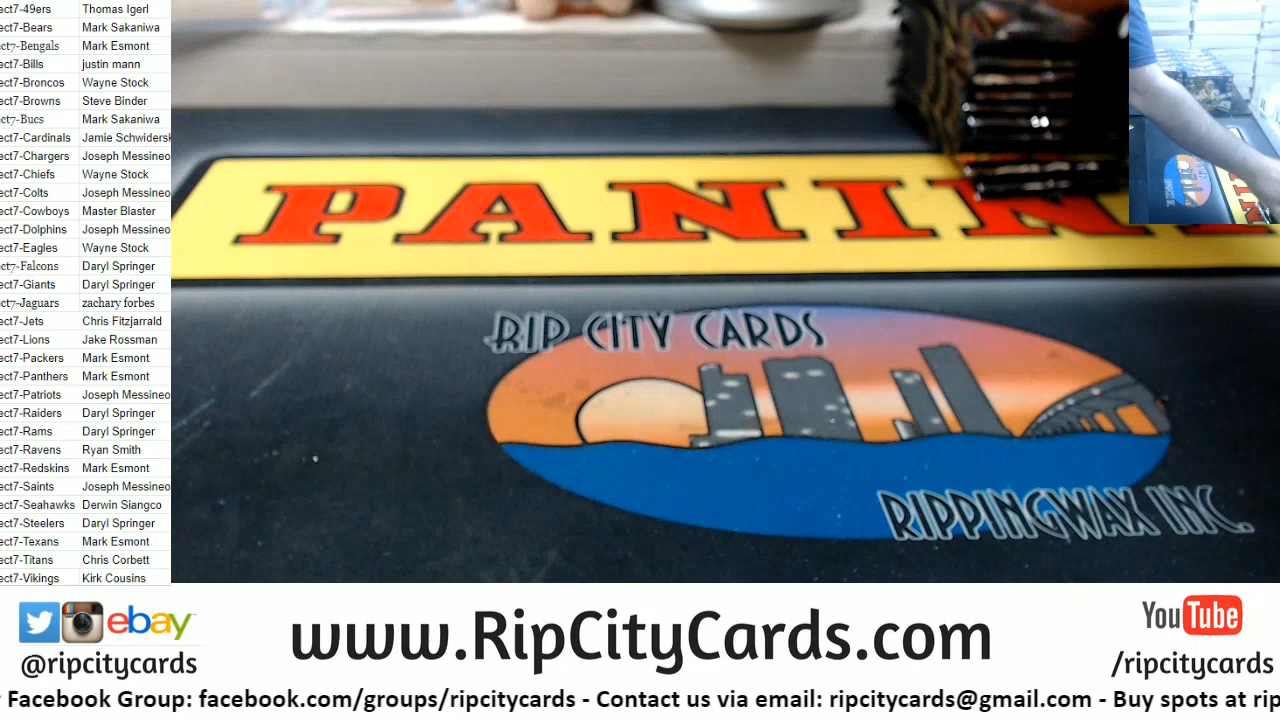 ect7-49ers Thomas Igerl
ect7-Bears Mark Sakaniwa
ect7-Bengals Mark Esmont
ect7-Bills justin mann
ect7-Broncos Wayne Stock
ect7-Browns Steve Binder
ect7-Bucs Mark Sakaniwa
ect7-Cardinals Jamie Schwidersk
ect7-Chargers Joseph Messineo
ect7-Chiefs Wayne Stock
ect7-Colts Joseph Messineo
ect7-Cowboys Master Blaster
ect7-Dolphins Joseph Messineo
ect7-Eagles Wayne Stock
ect7-Falcons Daryl Springer
ect7-Giants Daryl Springer
ect7-Jaguars zachary forbes
ect7-Jets Chris Fitzjarrald
ect7-Lions Jake Rossman
ect7-Packers Mark Esmont
ect7-Panthers Mark Esmont
ect7-Patriots Joseph Messineo
ect7-Raiders Daryl Springer
ect7-Rams Daryl Springer
ect7-Ravens Ryan Smith
ect7-Redskins Mark Esmont
ect7-Saints Joseph Messineo
ect7-Seahawks Derwin Siangco
ect7-Steelers Daryl Springer
ect7-Texans Mark Esmont
ect7-Titans Chris Corbett
ect7-Vikings Kirk Cousins
PANIN
RIP CITY CARDS
RIPPINGWAX INC.
ebay
@ripcitycards
www.RipCityCards.com
YouTube
/ripcitycards
Facebook Group: facebook.com/groups/ripcitycards - Contact us via email: ripcitycards@gmail.com - Buy spots at rip